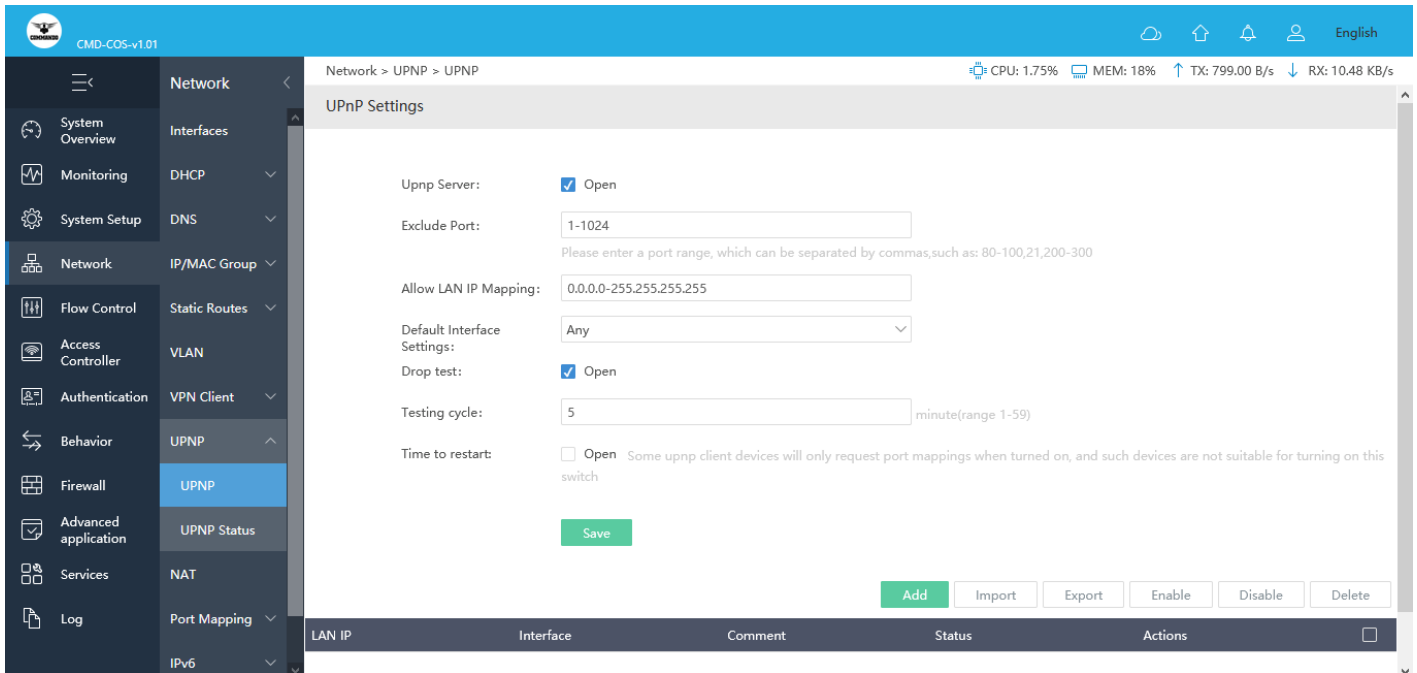 COMMANDO
CMD-COS-v1.01
English
Network
System Overview
Monitoring
System Setup
Network
Flow Control
Access Controller
Authentication
Behavior
Firewall
Advanced application
Services
Log
Interfaces
DHCP
DNS
IP/MAC Group
Static Routes
VLAN
VPN Client
UPNP
UPNP
UPNP Status
NAT
Port Mapping
IPv6
Network > UPNP > UPNP
CPU: 1.75% MEM: 18% TX: 799.00 B/s RX: 10.48 KB/s
UPnP Settings
Upnp Server: Open
Exclude Port: 1-1024
Please enter a port range, which can be separated by commas,such as: 80-100,21,200-300
Allow LAN IP Mapping: 0.0.0.0-255.255.255.255
Default Interface Settings: Any
Drop test: Open
Testing cycle: 5 minute(range 1-59)
Time to restart: Open Some upnp client devices will only request port mappings when turned on, and such devices are not suitable for turning on this
switch
Save
Add Import Export Enable Disable Delete
LAN IP Interface Comment Status Actions